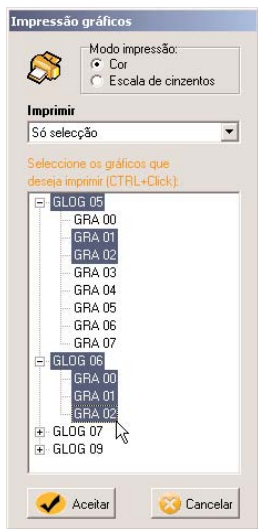 Impressão gráficos
Modo impressão:
Cor
Escala de cinzentos
Imprimir
Só selecção
Seleccione os gráficos que
deseja imprimir (CTRL+Click):
GLOG 05
GRA 00
GRA 01
GRA 02
GRA 03
GRA 04
GRA 05
GRA 06
GRA 07
GLOG 06
GRA 00
GRA 01
GRA 02
GLOG 07
GLOG 09
Aceitar
Cancelar